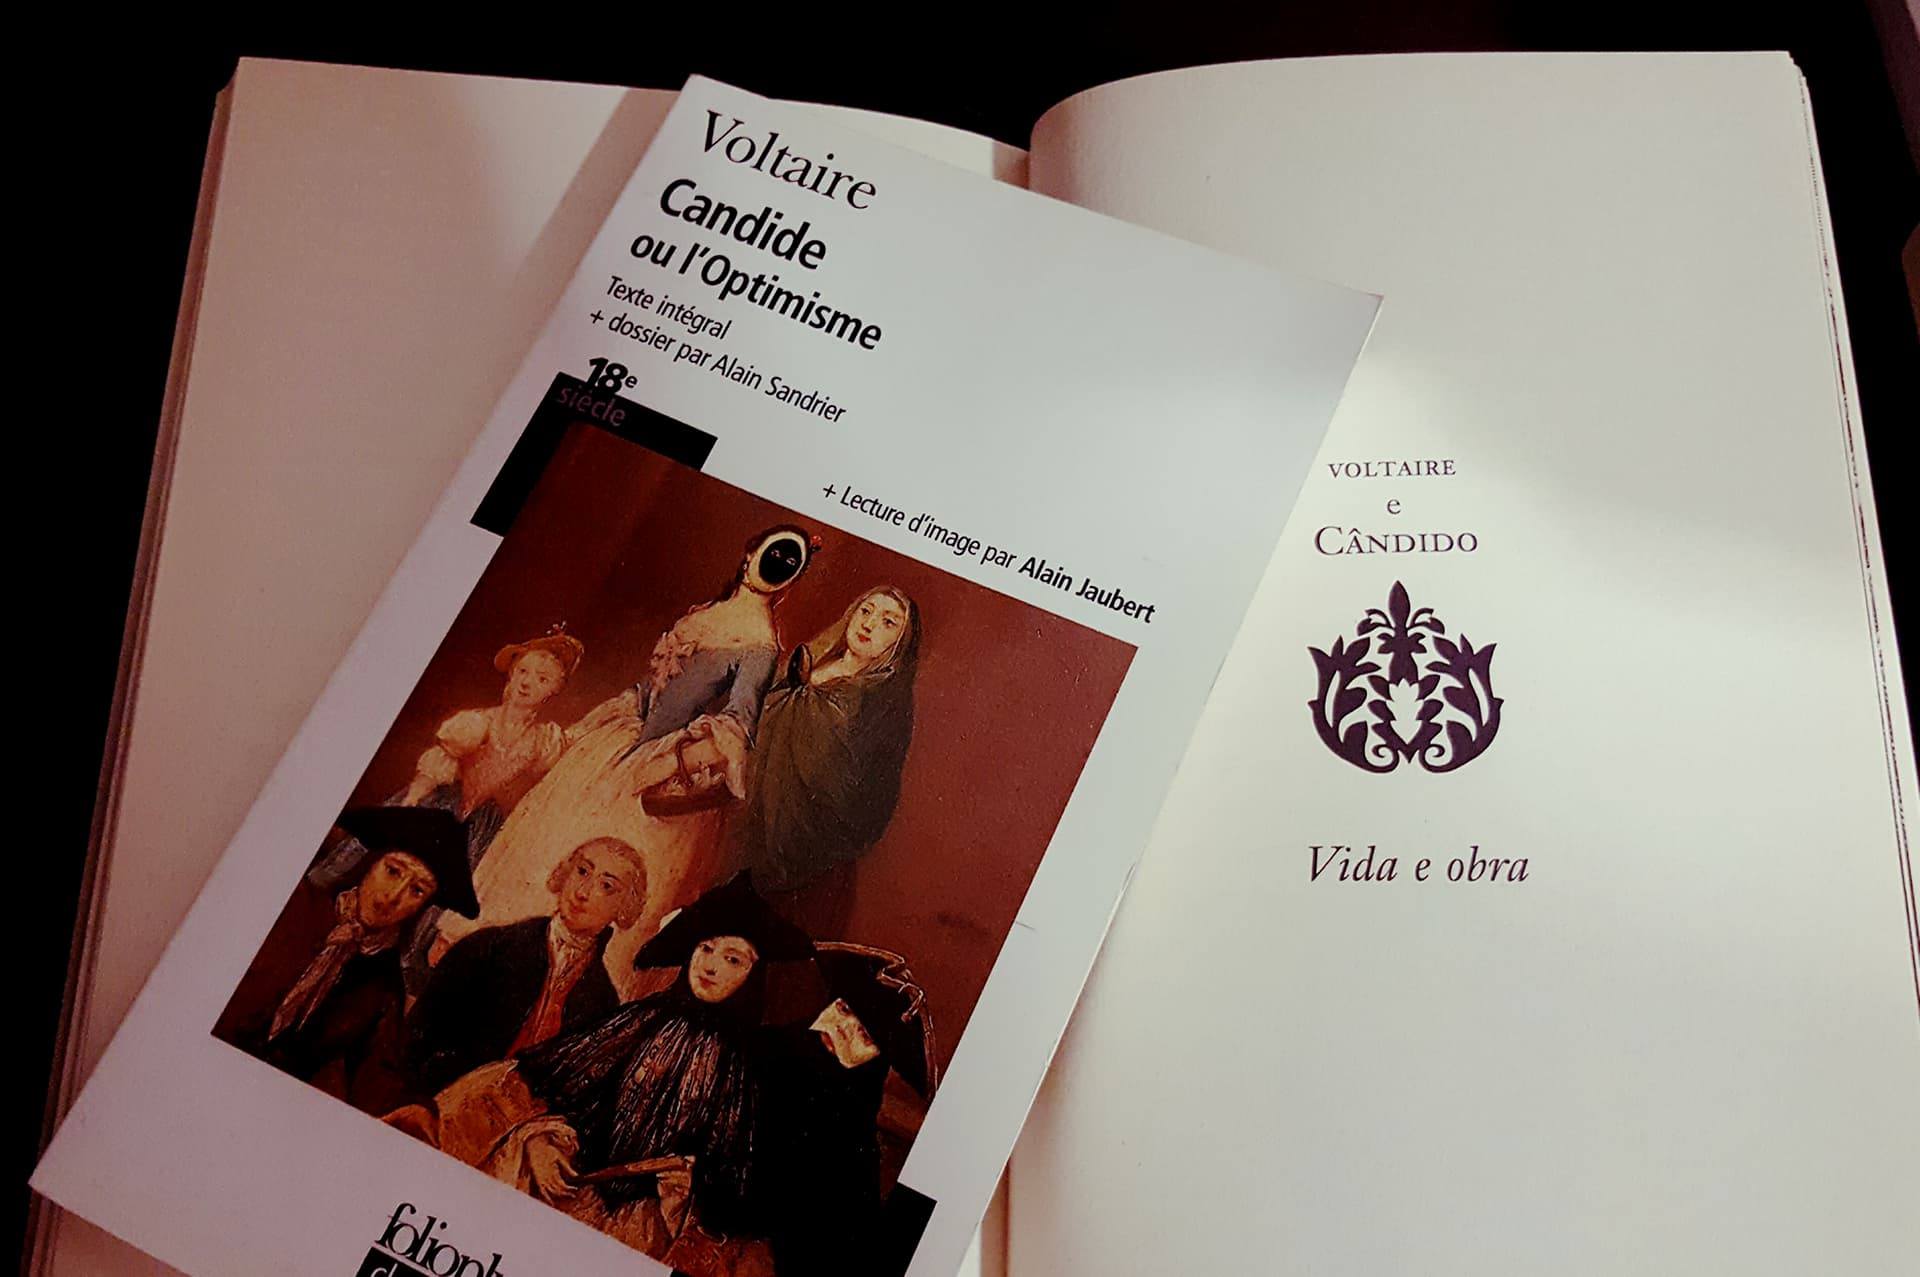 Voltaire
Candide
ou l'Optimisme
Texte intégral
+ dossier par Alain Sandrier
18e
siècle
+ Lecture d'image par Alain Jaubert
VOLTAIRE
e
CÂNDIDO
Vida e obra